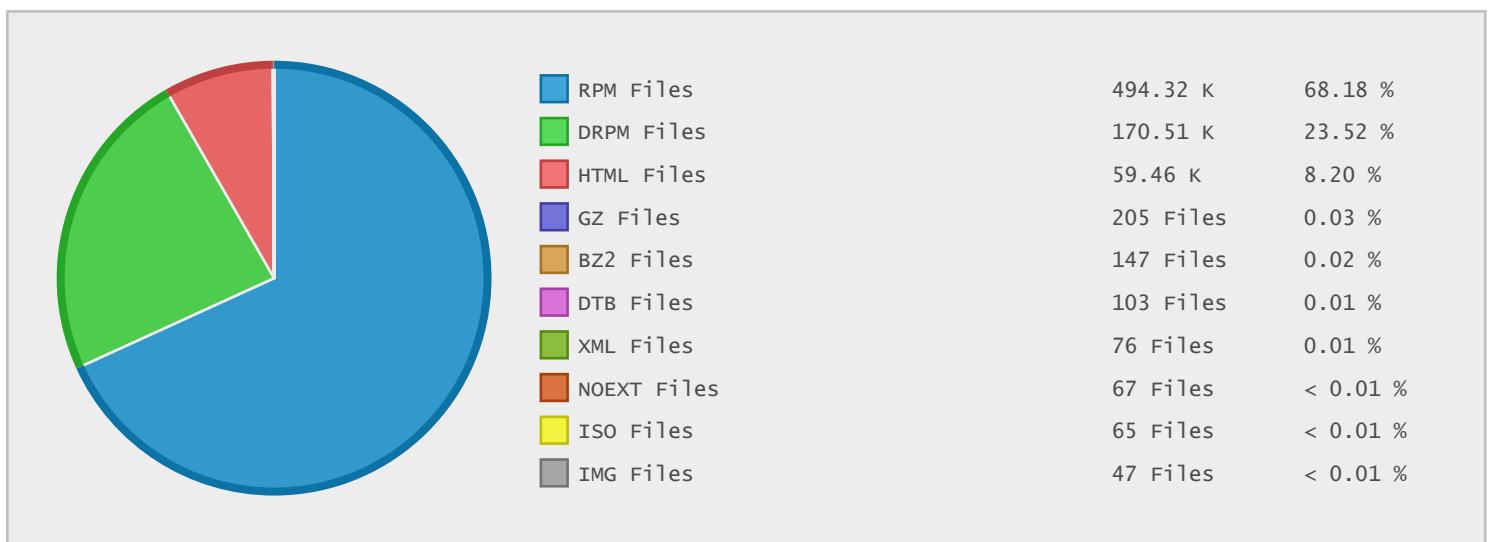 RPM Files 494.32 K 68.18 %
DRPM Files 170.51 K 23.52 %
HTML Files 59.46 K 8.20 %
GZ Files 205 Files 0.03 %
BZ2 Files 147 Files 0.02 %
DTB Files 103 Files 0.01 %
XML Files 76 Files 0.01 %
NOEXT Files 67 Files < 0.01 %
ISO Files 65 Files < 0.01 %
IMG Files 47 Files < 0.01 %